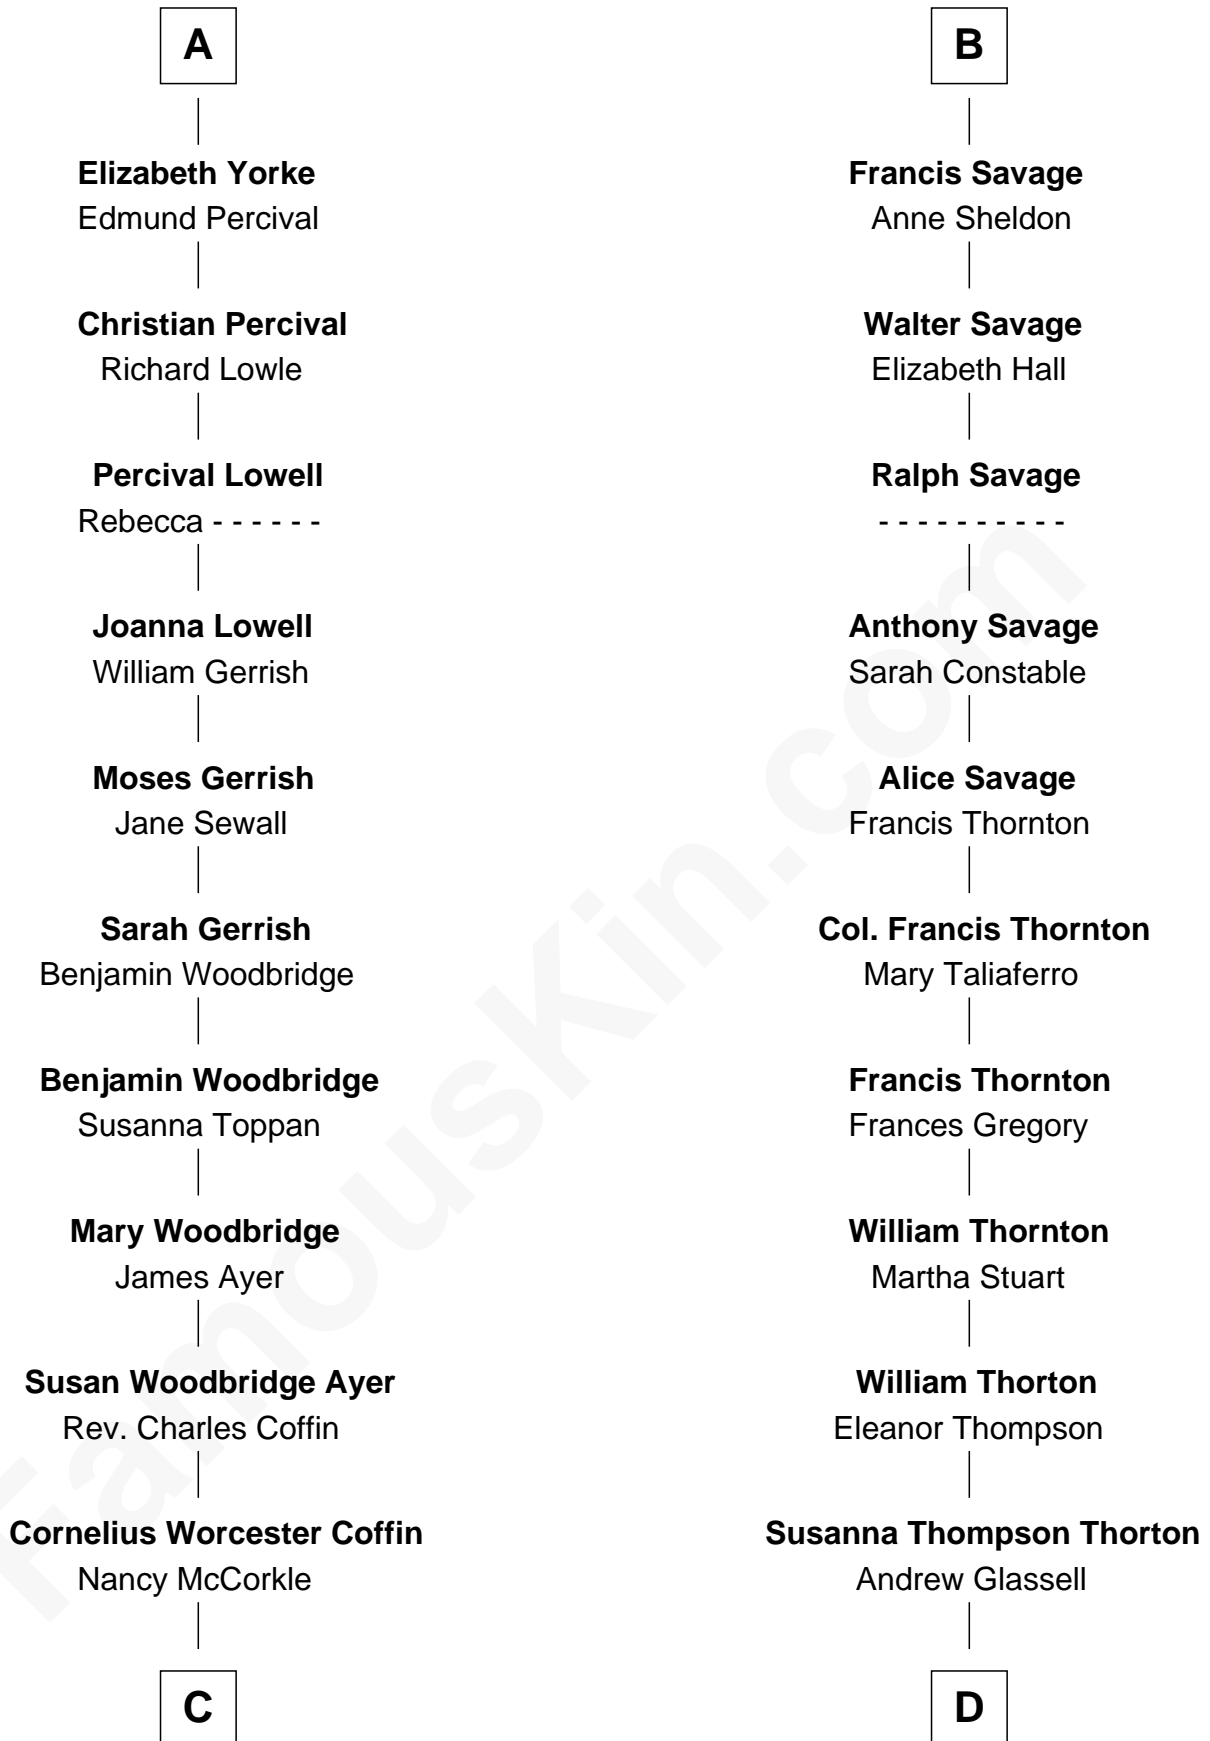 A
Elizabeth Yorke
Edmund Percival
Christian Percival
Richard Lowle
Percival Lowell
Rebecca - - - - - -
Joanna Lowell
William Gerrish
Moses Gerrish
Jane Sewall
Sarah Gerrish
Benjamin Woodbridge
Benjamin Woodbridge
Susanna Toppan
Mary Woodbridge
James Ayer
Susan Woodbridge Ayer
Rev. Charles Coffin
Cornelius Worcester Coffin
Nancy McCorkle
C
B
Francis Savage
Anne Sheldon
Walter Savage
Elizabeth Hall
Ralph Savage
- - - - - - - - - -
Anthony Savage
Sarah Constable
Alice Savage
Francis Thornton
Col. Francis Thornton
Mary Taliaferro
Francis Thornton
Frances Gregory
William Thornton
Martha Stuart
William Thorton
Eleanor Thompson
Susanna Thompson Thorton
Andrew Glassell
D
FamousKin.com